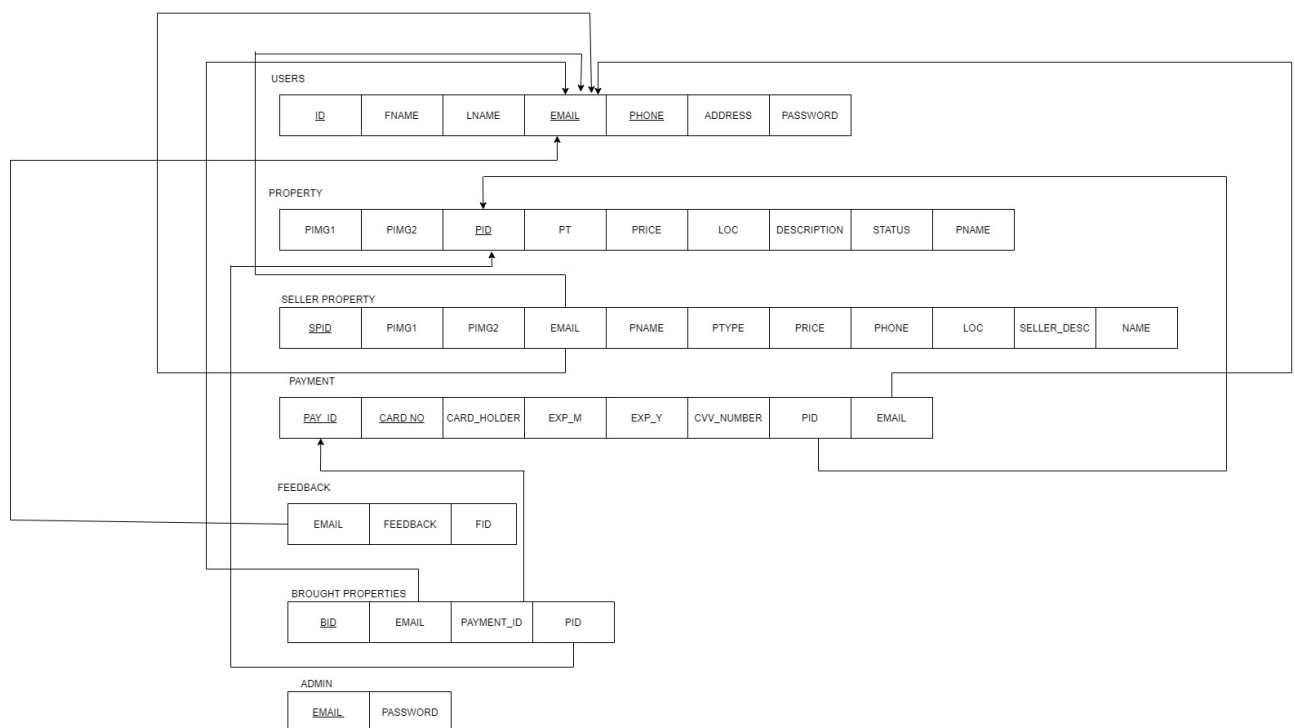 USERS
ID FNAME LNAME EMAIL PHONE ADDRESS PASSWORD
PROPERTY
PIMG1 PIMG2 PID PT PRICE LOC DESCRIPTION STATUS PNAME
SELLER PROPERTY
SPID PIMG1 PIMG2 EMAIL PNAME PTYPE PRICE PHONE LOC SELLER_DESC NAME
PAYMENT
PAY_ID CARD NO CARD_HOLDER EXP_M EXP_Y CVV_NUMBER PID EMAIL
FEEDBACK
EMAIL FEEDBACK FID
BROUGHT PROPERTIES
BID EMAIL PAYMENT_ID PID
ADMIN
EMAIL PASSWORD